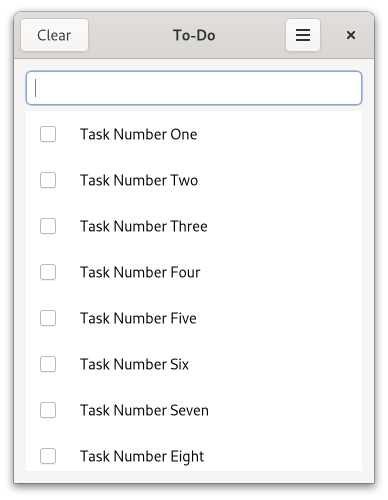 Clear
To-Do
Task Number One
Task Number Two
Task Number Three
Task Number Four
Task Number Five
Task Number Six
Task Number Seven
Task Number Eight